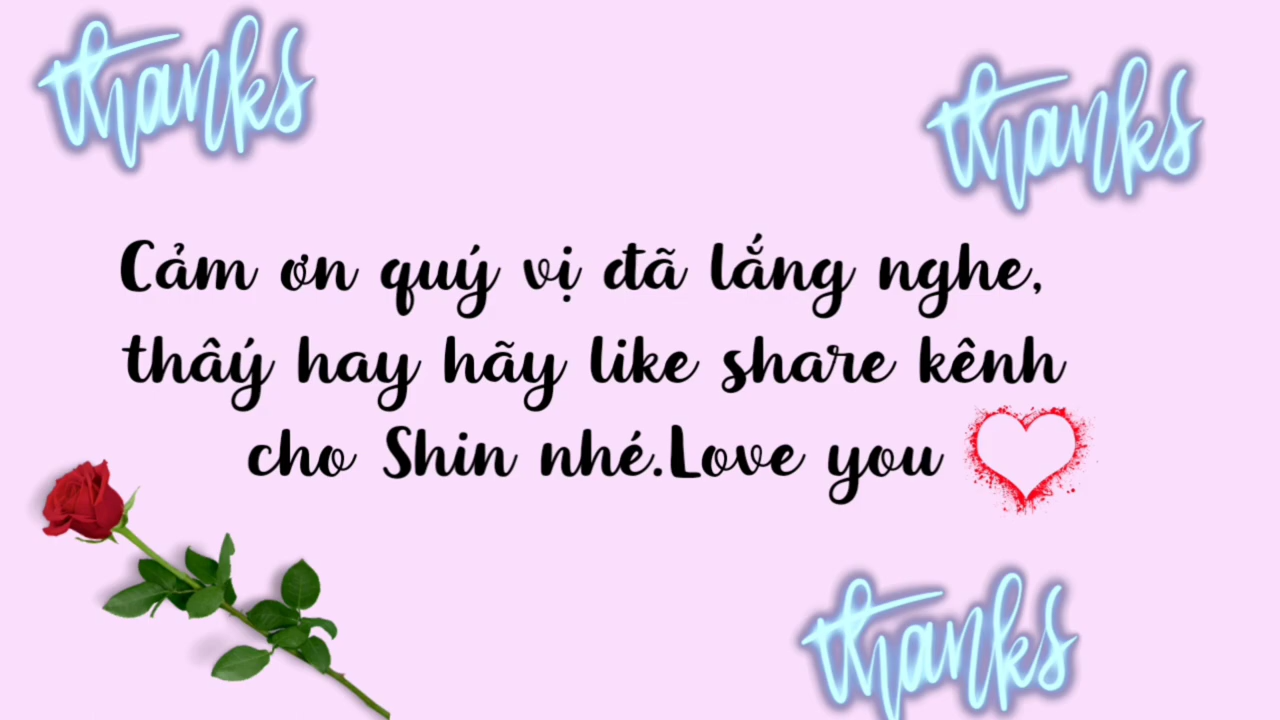 thanks
thanks
Cảm ơn quý vị đã lắng nghe,
thấy hay hãy like share kênh
cho Shin nhé.Love you
thanks